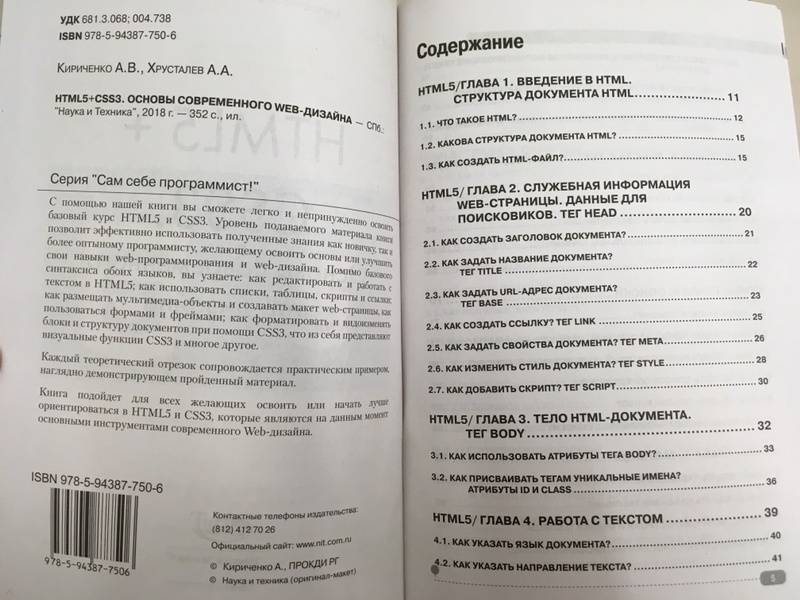 УДК 681.3.068; 004.738
ISBN 978-5-94387-750-6
Кириченко А.В., Хрусталев А.А.
HTML5+CSS3. ОСНОВЫ СОВРЕМЕННОГО WEB-ДИЗАЙНА — СПб.:
"Наука и Техника", 2018 г. — 352 с., ил.
Серия "Сам себе программист!"
С помощью нашей книги вы сможете легко и непринужденно освоить
базовый курс HTML5 и CSS3. Уровень подаваемого материала книги
позволит эффективно использовать полученные знания как новичку, так и
более опытному программисту, желающему освоить основы или улучшить
свои навыки web-программирования и web-дизайна. Помимо базового
синтаксиса обоих языков, вы узнаете: как редактировать и работать с
текстом в HTML5; как использовать списки, таблицы, скрипты и ссылки;
как размещать мультимедиа-объекты и создавать макет web-страницы, как
пользоваться формами и фреймами; как форматировать и видоизменять
блоки и структуру документов при помощи CSS3, что из себя представляют
визуальные функции CSS3 и многое другое.
Каждый теоретический отрезок сопровождается практическим примером,
наглядно демонстрирующем пройденный материал.
Книга подойдет для всех желающих освоить или начать лучше
ориентироваться в HTML5 и CSS3, которые являются на данный момент
основными инструментами современного Web-дизайна.
ISBN 978-5-94387-750-6
978-5-94387-7506
Контактные телефоны издательства:
(812) 412 70 26
Официальный сайт: www.nit.com.ru
© Кириченко А., ПРОКДИ РГ
© Наука и техника (оригинал-макет)
Содержание
HTML5/ГЛАВА 1. ВВЕДЕНИЕ В HTML.
СТРУКТУРА ДОКУМЕНТА HTML 11
1.1. ЧТО ТАКОЕ HTML? 12
1.2. КАКОВА СТРУКТУРА ДОКУМЕНТА HTML? 15
1.3. КАК СОЗДАТЬ HTML-ФАЙЛ? 15
HTML5/ ГЛАВА 2. СЛУЖЕБНАЯ ИНФОРМАЦИЯ
WEB-СТРАНИЦЫ. ДАННЫЕ ДЛЯ
ПОИСКОВИКОВ. ТЕГ HEAD 20
2.1. КАК СОЗДАТЬ ЗАГОЛОВОК ДОКУМЕНТА? 21
2.2. КАК ЗАДАТЬ НАЗВАНИЕ ДОКУМЕНТА?
ТЕГ TITLE 22
2.3. КАК ЗАДАТЬ URL-АДРЕС ДОКУМЕНТА?
ТЕГ BASE 23
2.4. КАК СОЗДАТЬ ССЫЛКУ? ТЕГ LINK 25
2.5. КАК ЗАДАТЬ СВОЙСТВА ДОКУМЕНТА? ТЕГ META 26
2.6. КАК ИЗМЕНИТЬ СТИЛЬ ДОКУМЕНТА? ТЕГ STYLE 28
2.7. КАК ДОБАВИТЬ СКРИПТ? ТЕГ SCRIPT 30
HTML5/ ГЛАВА 3. ТЕЛО HTML-ДОКУМЕНТА.
ТЕГ BODY 32
3.1. КАК ИСПОЛЬЗОВАТЬ АТРИБУТЫ ТЕГА BODY? 33
3.2. КАК ПРИСВАИВАТЬ ТЕГАМ УНИКАЛЬНЫЕ ИМЕНА?
АТРИБУТЫ ID И CLASS 36
HTML5/ ГЛАВА 4. РАБОТА С ТЕКСТОМ 39
4.1. КАК УКАЗАТЬ ЯЗЫК ДОКУМЕНТА? 40
4.2. КАК УКАЗАТЬ НАПРАВЛЕНИЕ ТЕКСТА? 41
5